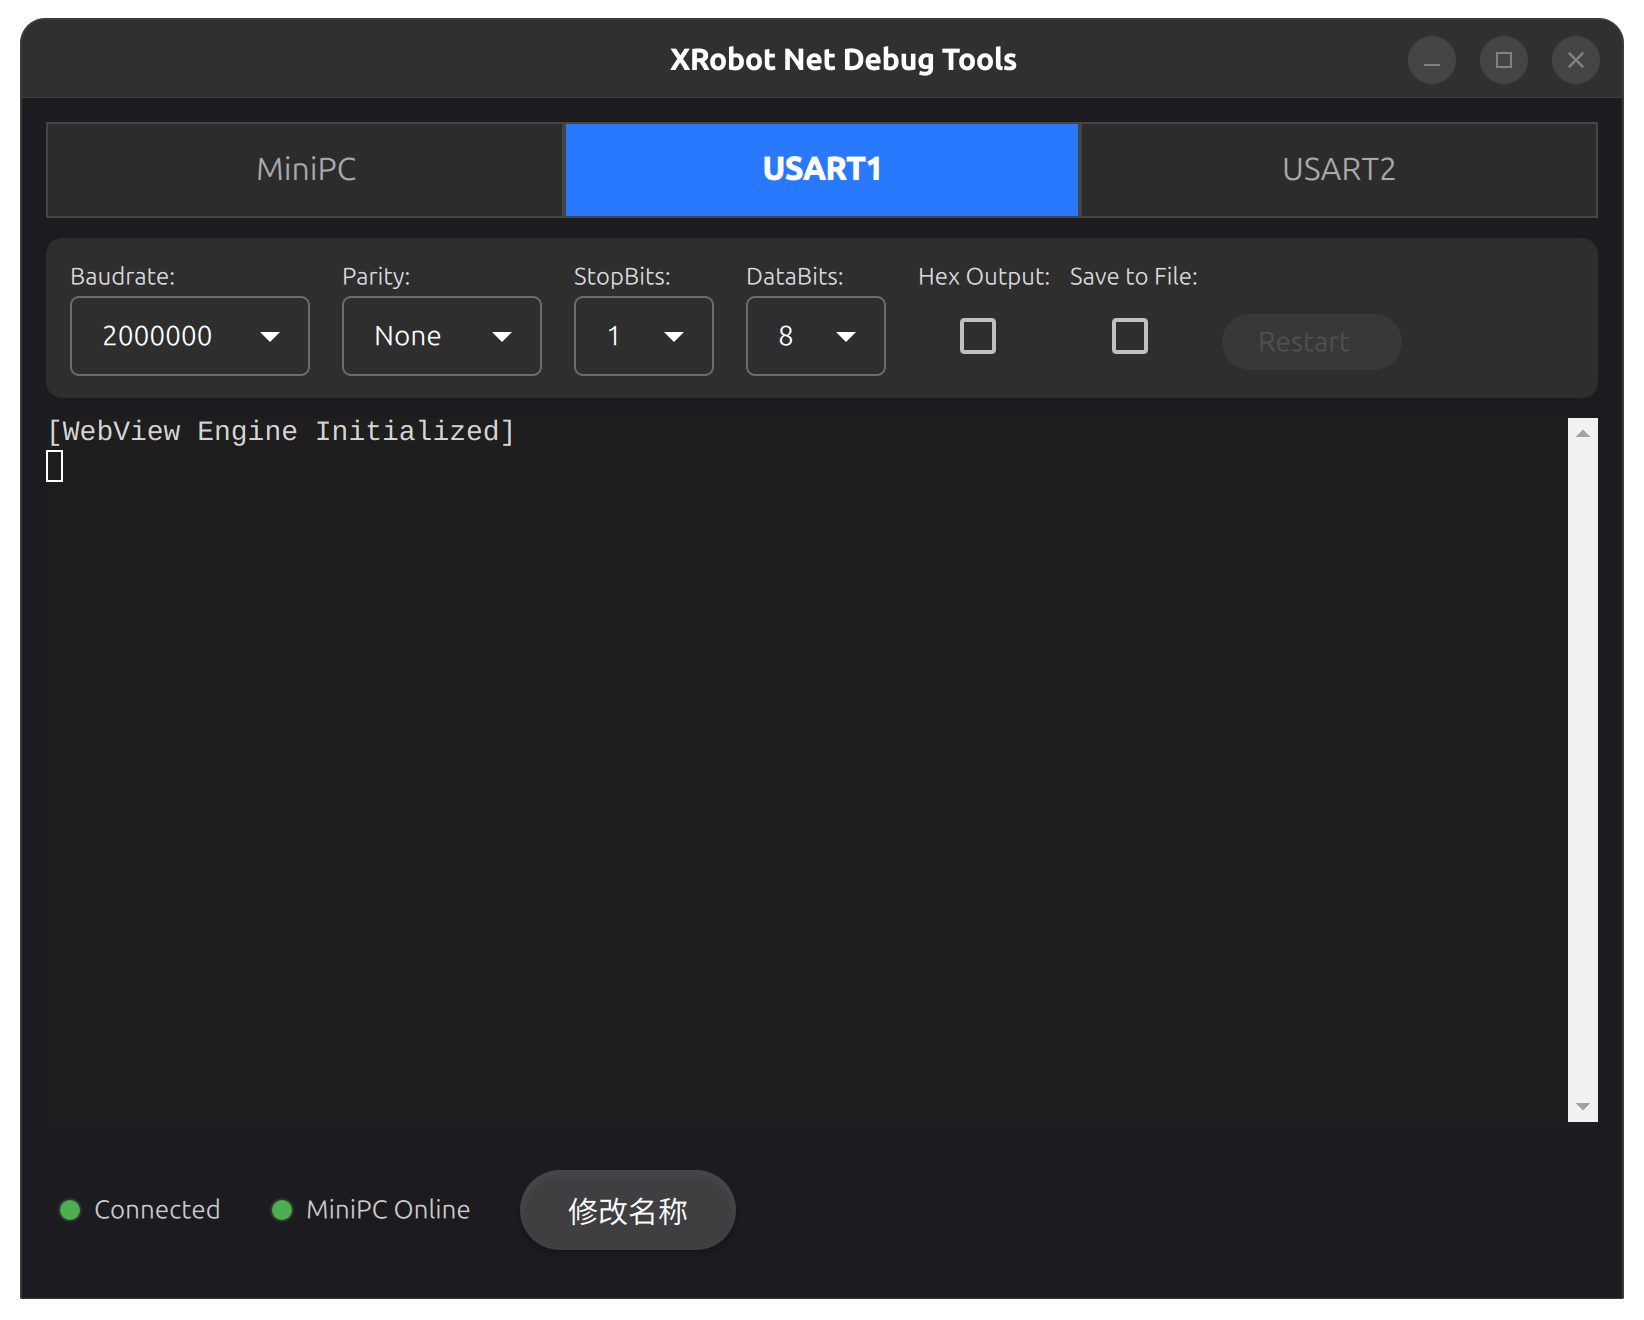 XRobot Net Debug Tools
MiniPC USART1 USART2
Baudrate: Parity: StopBits: DataBits: Hex Output: Save to File:
2000000 None 1 8 Restart
[WebView Engine Initialized]
Connected MiniPC Online 修改名称